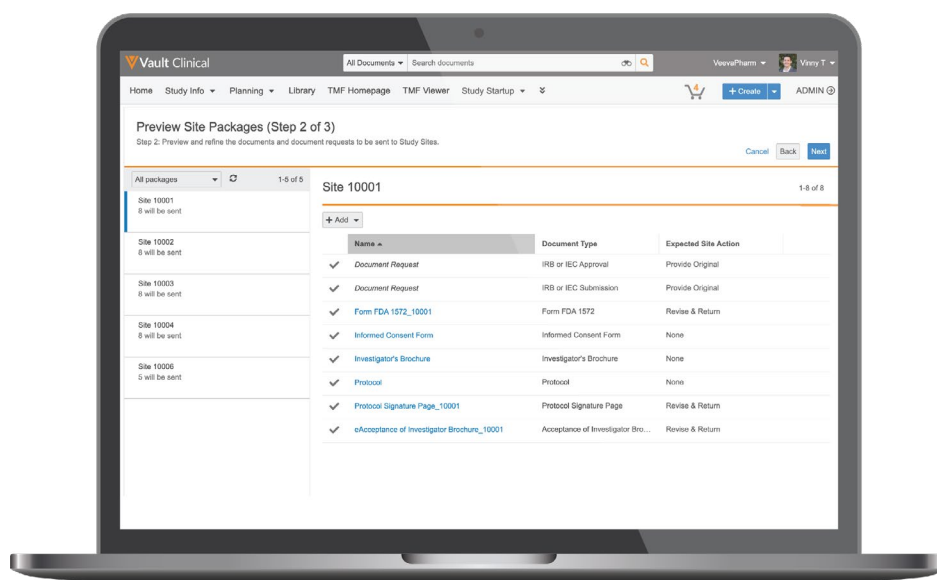 Vault Clinical
All Documents Search documents
VeevaPharm Vinny T
Home Study Info Planning Library TMF Homepage TMF Viewer Study Startup 4 + Create ADMIN
Preview Site Packages (Step 2 of 3)
Step 2: Preview and refine the documents and document requests to be sent to Study Sites.
Cancel Back Next
All packages 1-5 of 5
Site 10001
8 will be sent
Site 10002
8 will be sent
Site 10003
8 will be sent
Site 10004
8 will be sent
Site 10006
5 will be sent
Site 10001 1-8 of 8
+ Add
Name Document Type Expected Site Action
Document Request IRB or IEC Approval Provide Original
Document Request IRB or IEC Submission Provide Original
Form FDA 1572_10001 Form FDA 1572 Revise & Return
Informed Consent Form Informed Consent Form None
Investigator's Brochure Investigator's Brochure None
Protocol Protocol None
Protocol Signature Page_10001 Protocol Signature Page Revise & Return
eAcceptance of Investigator Brochure_10001 Acceptance of Investigator Bro... Revise & Return